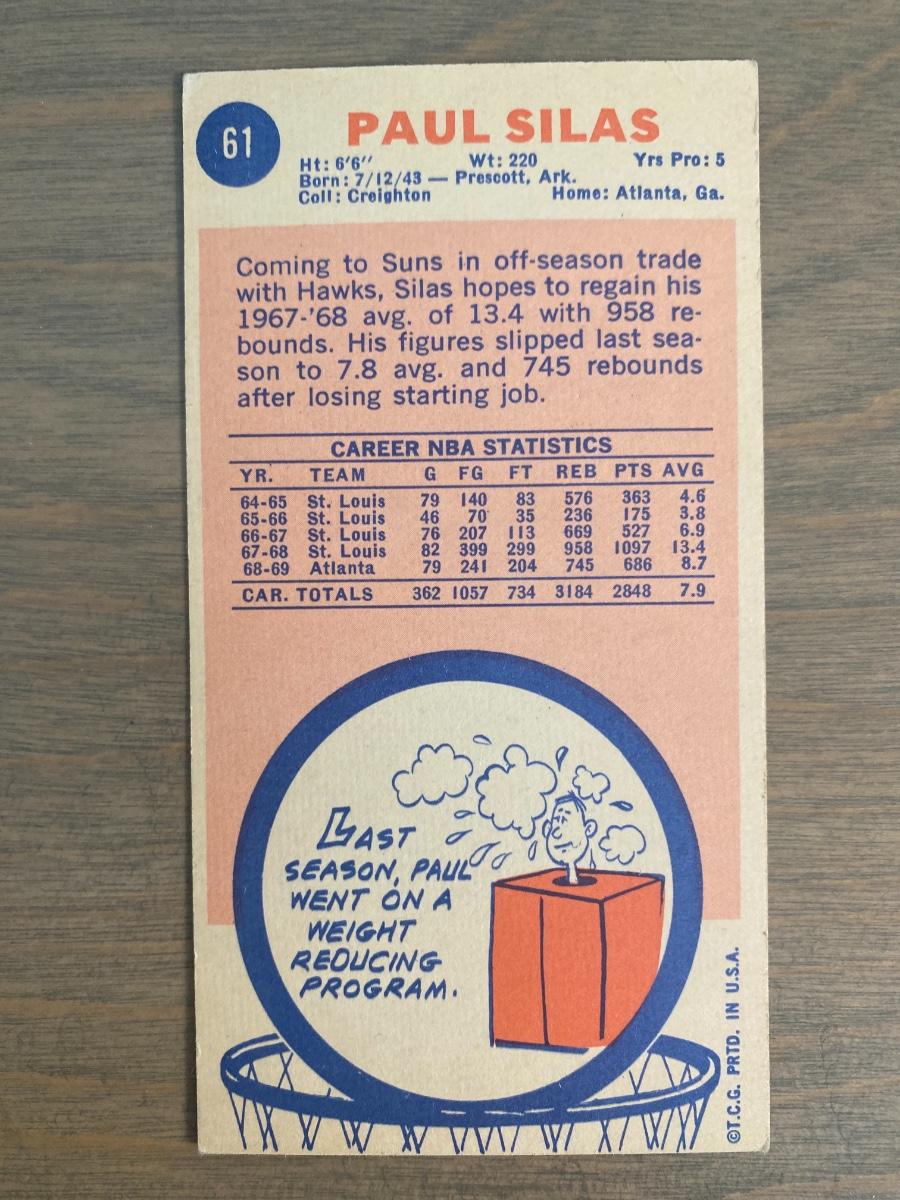 61
PAUL SILAS
Ht: 6'6" Wt: 220 Yrs Pro: 5
Born: 7/12/43 — Prescott, Ark.
Coll: Creighton Home: Atlanta, Ga.
Coming to Suns in off-season trade
with Hawks, Silas hopes to regain his
1967-'68 avg. of 13.4 with 958 re-
bounds. His figures slipped last sea-
son to 7.8 avg. and 745 rebounds
after losing starting job.
CAREER NBA STATISTICS
YR. TEAM G FG FT REB PTS AVG
64-65 St. Louis 79 140 83 576 363 4.6
65-66 St. Louis 46 70 35 236 175 3.8
66-67 St. Louis 76 207 113 669 527 6.9
67-68 St. Louis 82 399 299 958 1097 13.4
68-69 Atlanta 79 241 204 745 686 8.7
CAR. TOTALS 362 1057 734 3184 2848 7.9
LAST
SEASON, PAUL
WENT ON A
WEIGHT
REDUCING
PROGRAM.
©T.C.G. PRTD. IN U.S.A.